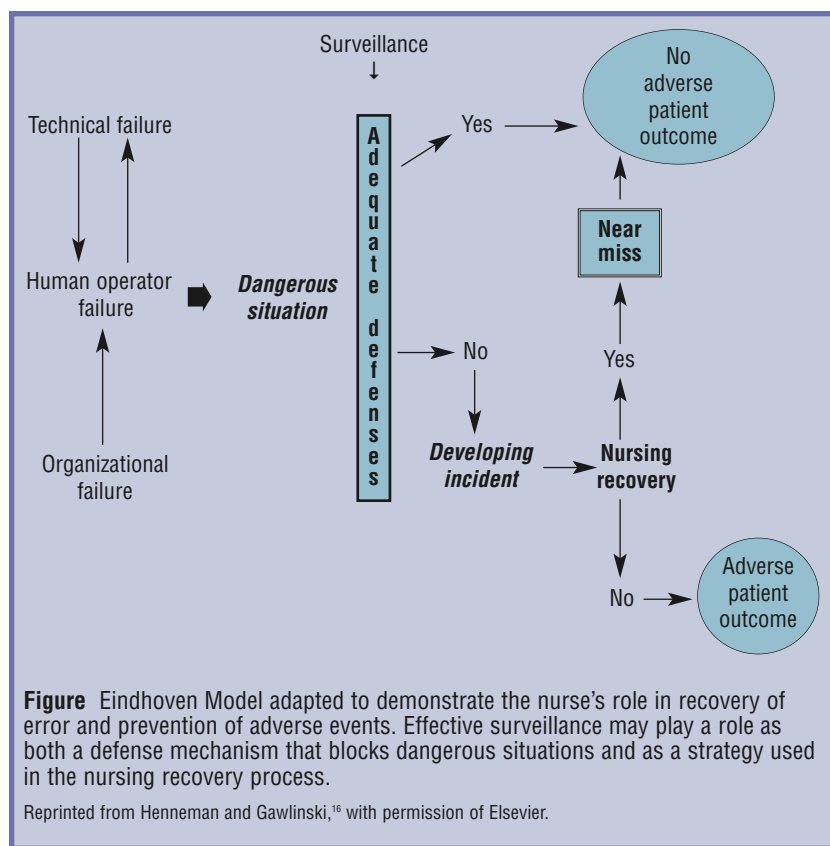 Surveillance
Technical failure
Human operator
failure
Organizational
failure
Dangerous
situation
Adequate defenses
Yes
No
adverse
patient
outcome
Near
miss
Yes
No
Developing
incident
Nursing
recovery
No
Adverse
patient
outcome
Figure Eindhoven Model adapted to demonstrate the nurse’s role in recovery of
error and prevention of adverse events. Effective surveillance may play a role as
both a defense mechanism that blocks dangerous situations and as a strategy used
in the nursing recovery process.
Reprinted from Henneman and Gawlinski,¹⁶ with permission of Elsevier.